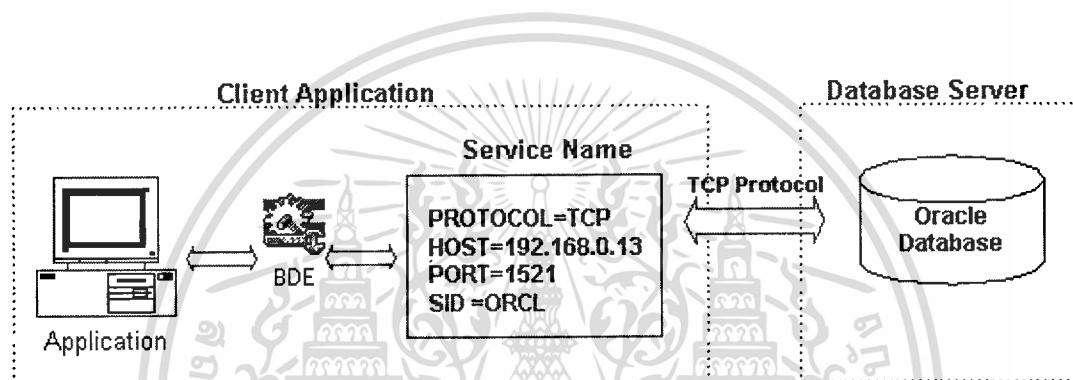 Client Application
Database Server
Service Name
TCP Protocol
PROTOCOL=TCP
HOST=192.168.0.13
PORT=1521
SID =ORCL
BDE
Application
Oracle
Database